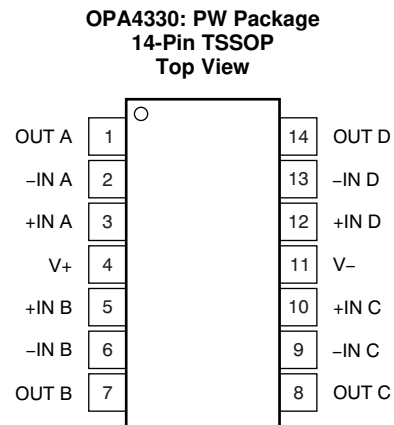 OPA4330: PW Package
14-Pin TSSOP
Top View
OUT A 1 14 OUT D
−IN A 2 13 −IN D
+IN A 3 12 +IN D
V+ 4 11 V−
+IN B 5 10 +IN C
−IN B 6 9 −IN C
OUT B 7 8 OUT C